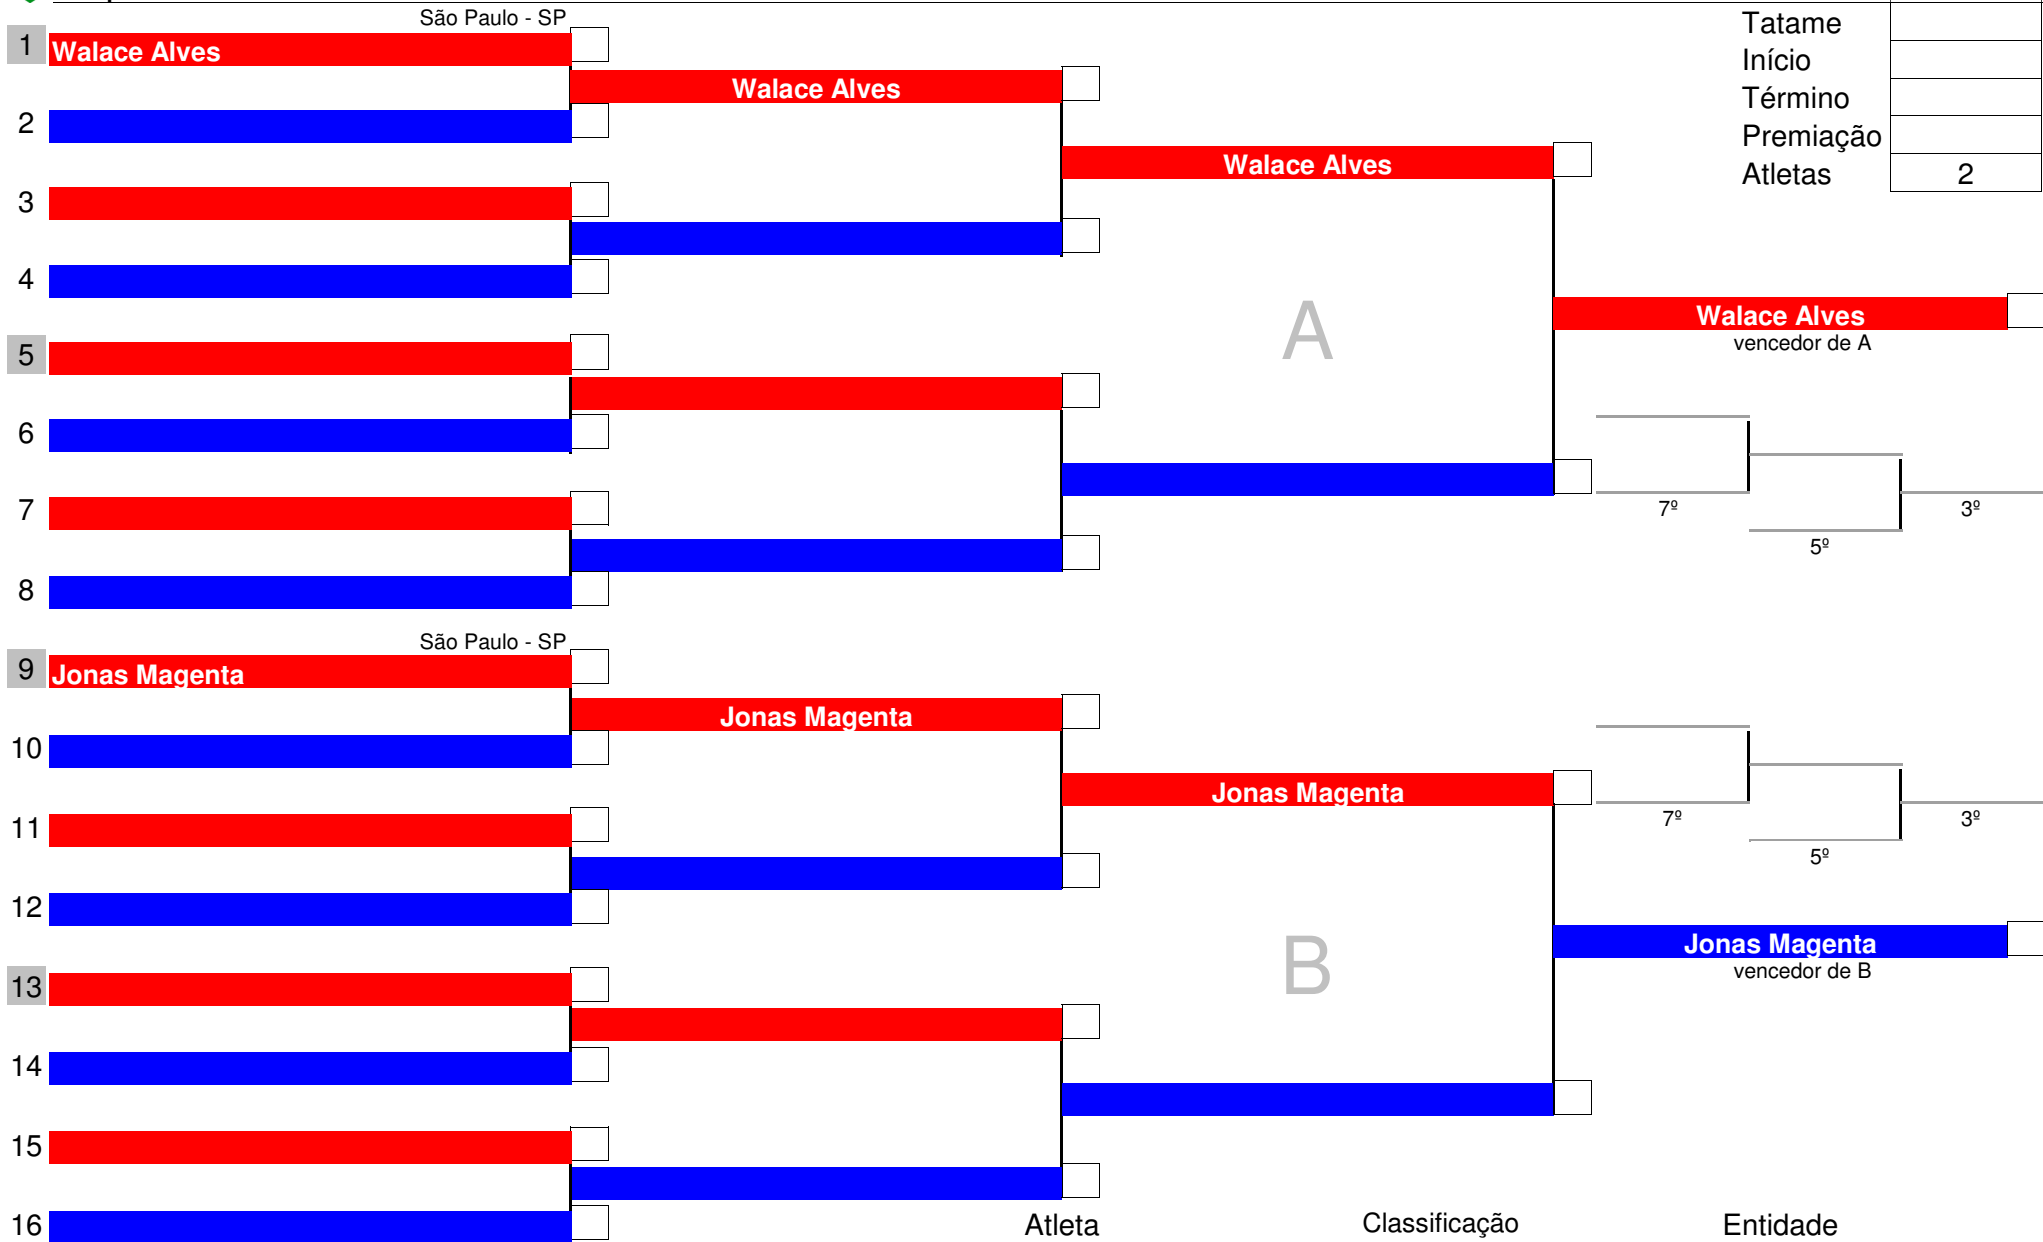 São Paulo - SP
Tatame
1 Walace Alves
Início
Walace Alves
Término
2
Premiação
Walace Alves
Atletas 2
3
4
A
Walace Alves
vencedor de A
5
6
7º 3º
7
5º
8
São Paulo - SP
9 Jonas Magenta
Jonas Magenta
10
Jonas Magenta
7º 3º
11
5º
12
B
Jonas Magenta
vencedor de B
13
14
15
16 Atleta Classificação Entidade